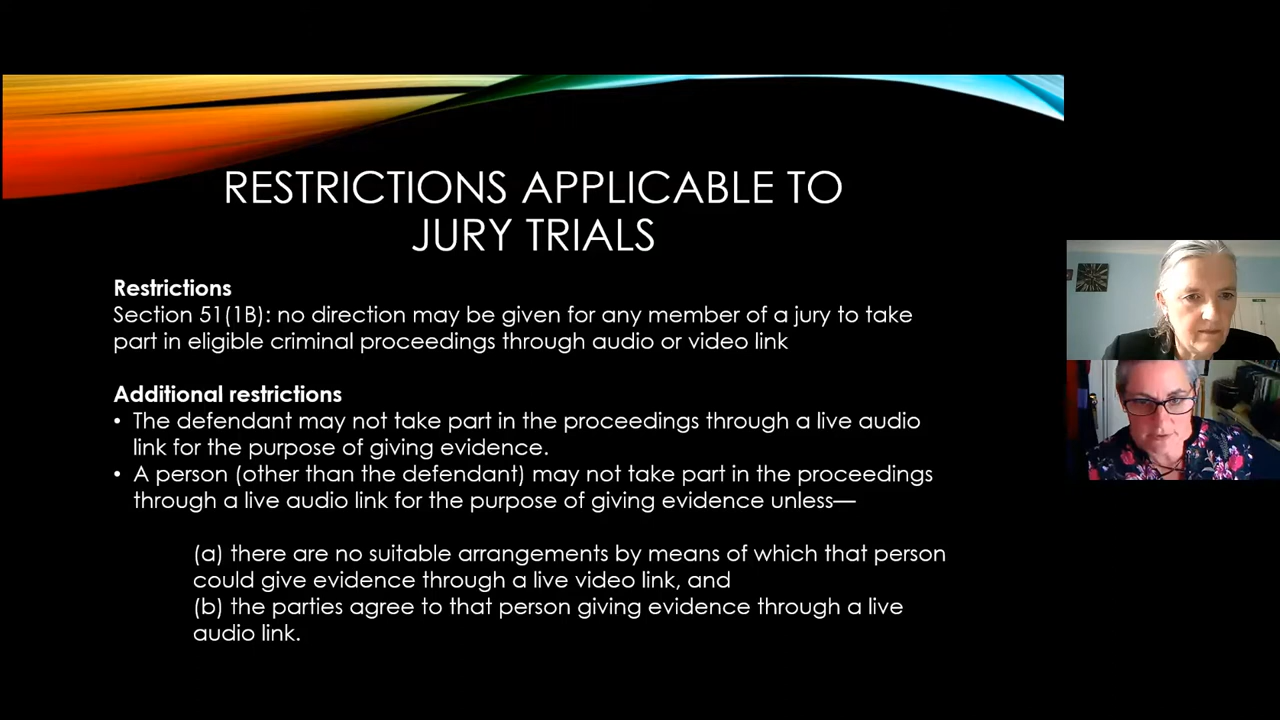 RESTRICTIONS APPLICABLE TO
JURY TRIALS
Restrictions
Section 51(1B): no direction may be given for any member of a jury to take
part in eligible criminal proceedings through audio or video link
Additional restrictions
• The defendant may not take part in the proceedings through a live audio
link for the purpose of giving evidence.
• A person (other than the defendant) may not take part in the proceedings
through a live audio link for the purpose of giving evidence unless—
(a) there are no suitable arrangements by means of which that person
could give evidence through a live video link, and
(b) the parties agree to that person giving evidence through a live
audio link.